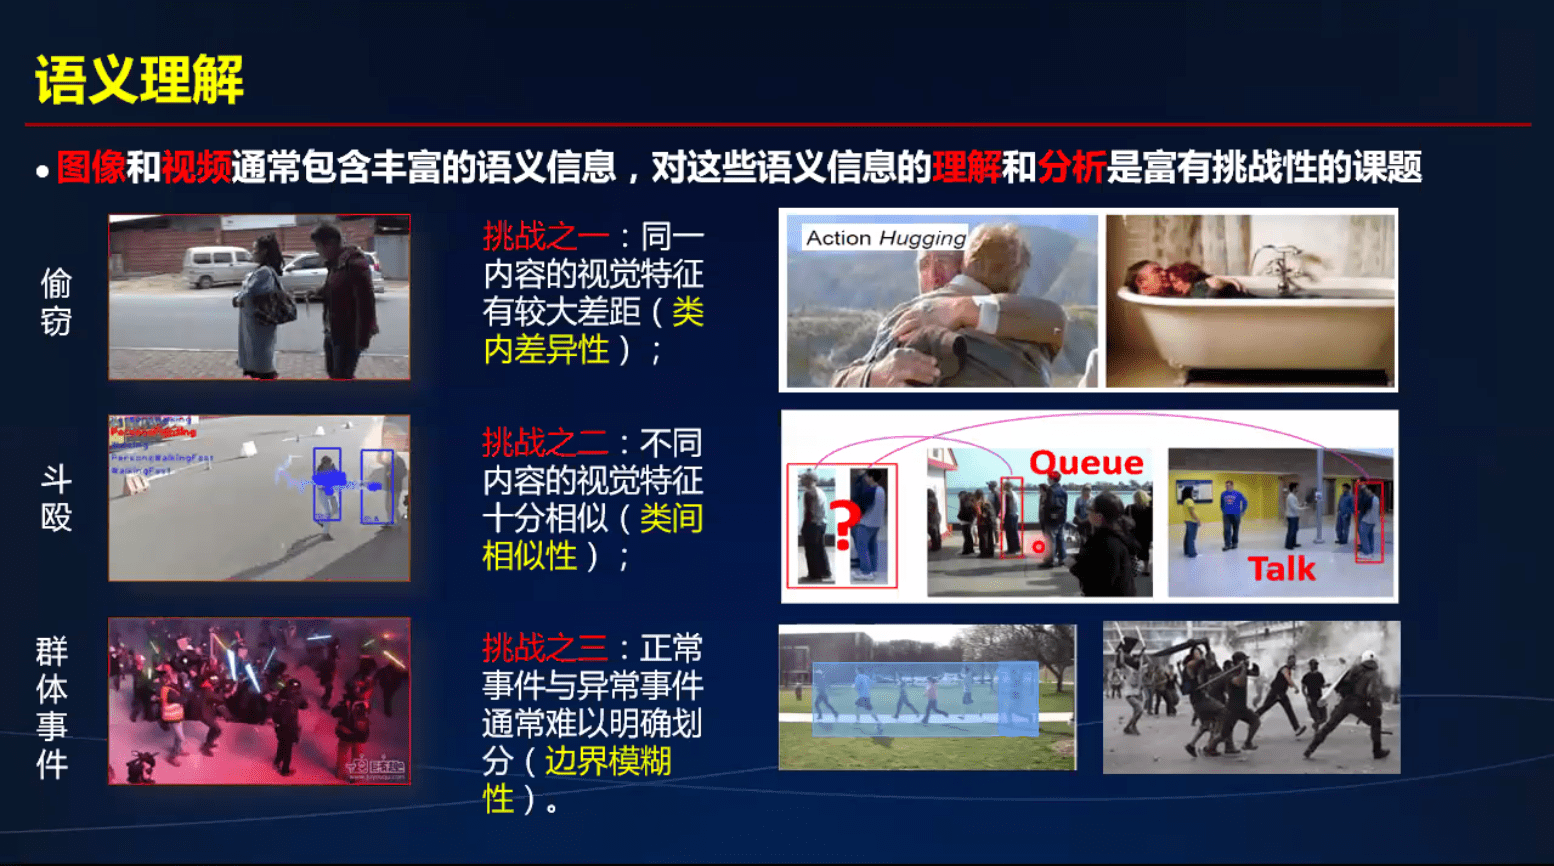 语义理解
•图像和视频通常包含丰富的语义信息，对这些语义信息的理解和分析是富有挑战性的课题
偷
窃
挑战之一：同一
内容的视觉特征
有较大差距（类
内差异性）；
Action Hugging
斗
殴
PersonsWalkingFast
WalkingFast
挑战之二：不同
内容的视觉特征
十分相似（类间
相似性）；
?
Queue
Talk
群
体
事
件
挑战之三：正常
事件与异常事件
通常难以明确划
分（边界模糊
性）。